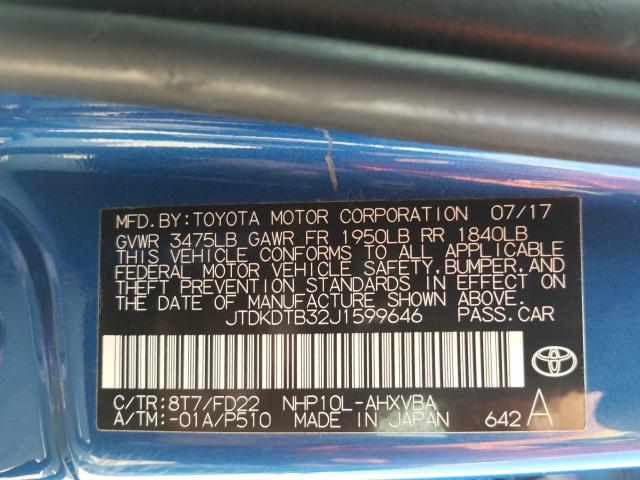 MFD.BY:TOYOTA MOTOR CORPORATION 07/17
GVWR 3475LB GAWR FR 1950LB RR 1840LB
THIS VEHICLE CONFORMS TO ALL APPLICABLE
FEDERAL MOTOR VEHICLE SAFETY,BUMPER,AND
THEFT PREVENTION STANDARDS IN EFFECT ON
THE DATE OF MANUFACTURE SHOWN ABOVE.
JTDKDTB32J1599646 PASS.CAR
C/TR:8T7/FD22 NHP10L-AHXVBA
A/TM:-01A/P510 MADE IN JAPAN 642 A